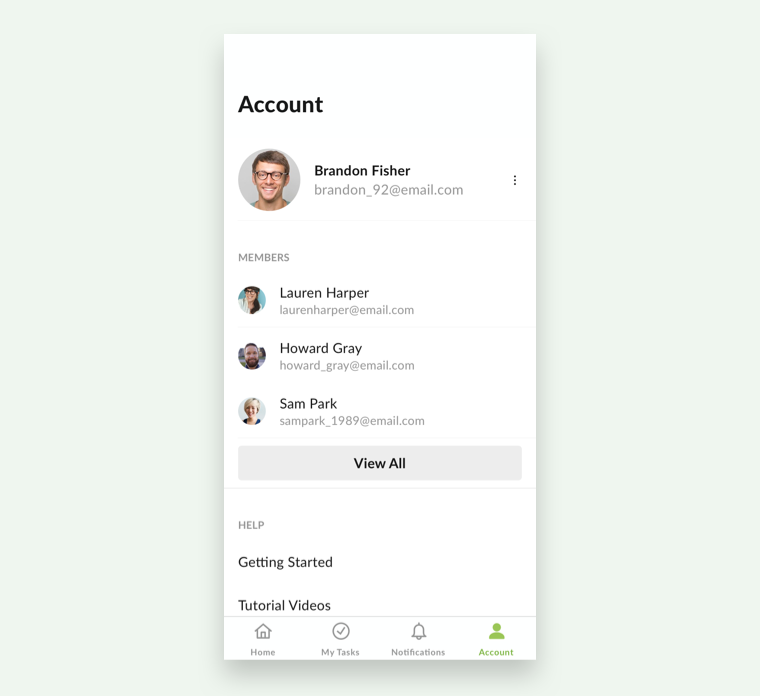 Account
Brandon Fisher
brandon_92@email.com
MEMBERS
Lauren Harper
laurenharper@email.com
Howard Gray
howard_gray@email.com
Sam Park
sampark_1989@email.com
View All
HELP
Getting Started
Tutorial Videos
Home My Tasks Notifications Account